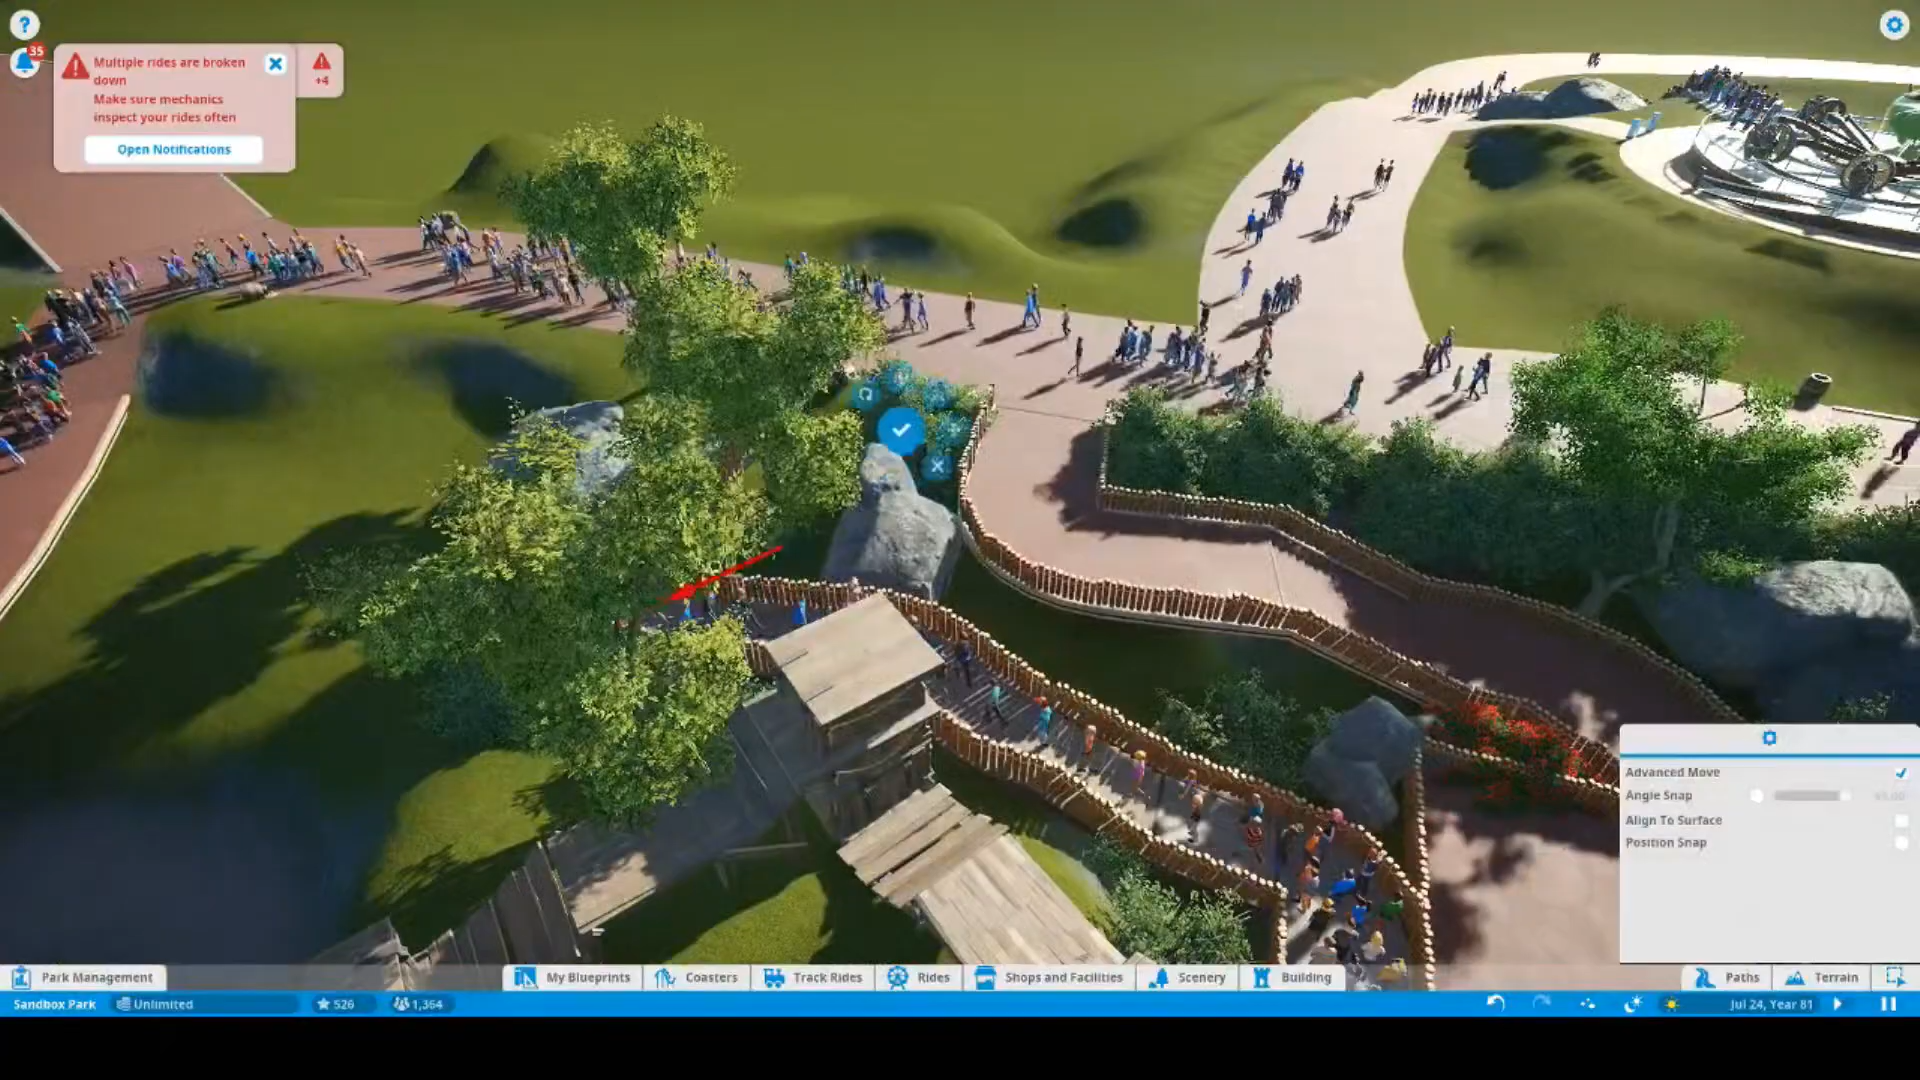 ?
35
Multiple rides are broken
down
Make sure mechanics
inspect your rides often
Open Notifications
+4
Advanced Move
Angle Snap
Align To Surface
Position Snap
Park Management
My Blueprints
Coasters
Track Rides
Rides
Shops and Facilities
Scenery
Building
Paths
Terrain
Sandbox Park
Unlimited
526
1,364
Jul 24, Year 81